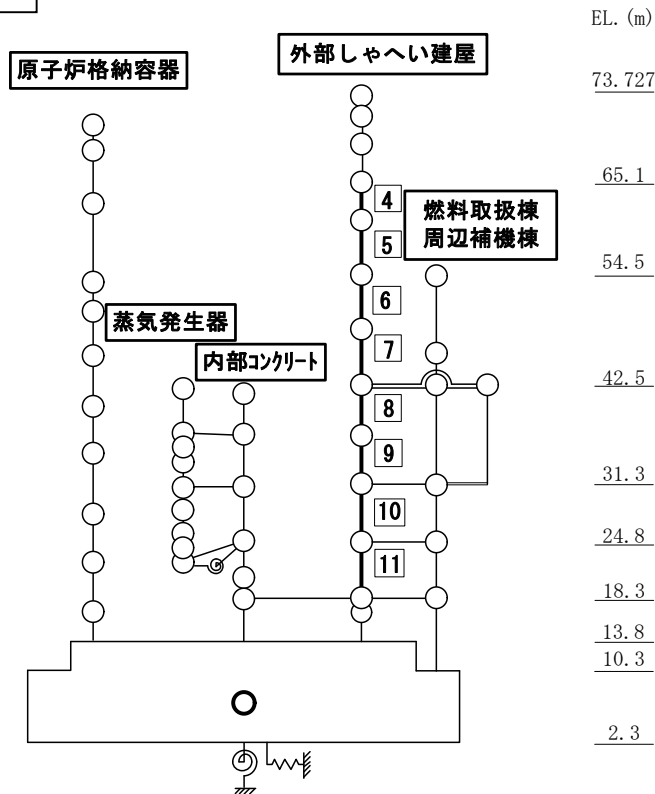 EL. (m)
外部しゃへい建屋
原子炉格納容器
73.727
65.1
4
燃料取扱棟
周辺補機棟
5
54.5
6
蒸気発生器
7
内部コンクリート
42.5
8
9
31.3
10
24.8
11
18.3
13.8
10.3
2.3